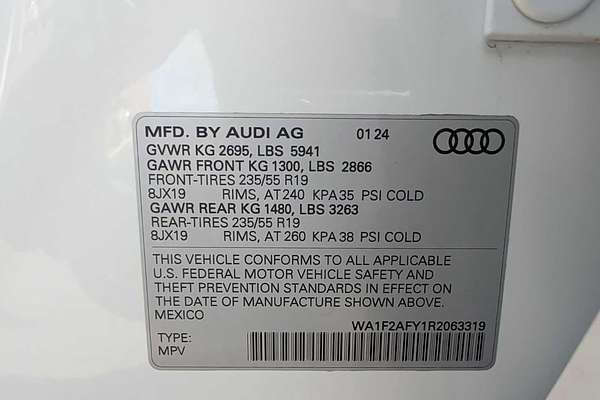 MFD. BY AUDI AG 01 24
GVWR KG 2695, LBS 5941
GAWR FRONT KG 1300, LBS 2866
FRONT-TIRES 235/55 R19
8JX19 RIMS, AT 240 KPA 35 PSI COLD
GAWR REAR KG 1480, LBS 3263
REAR-TIRES 235/55 R19
8JX19 RIMS, AT 260 KPA 38 PSI COLD
THIS VEHICLE CONFORMS TO ALL APPLICABLE
U.S. FEDERAL MOTOR VEHICLE SAFETY AND
THEFT PREVENTION STANDARDS IN EFFECT ON
THE DATE OF MANUFACTURE SHOWN ABOVE.
MEXICO
WA1F2AFY1R2063319
TYPE:
MPV